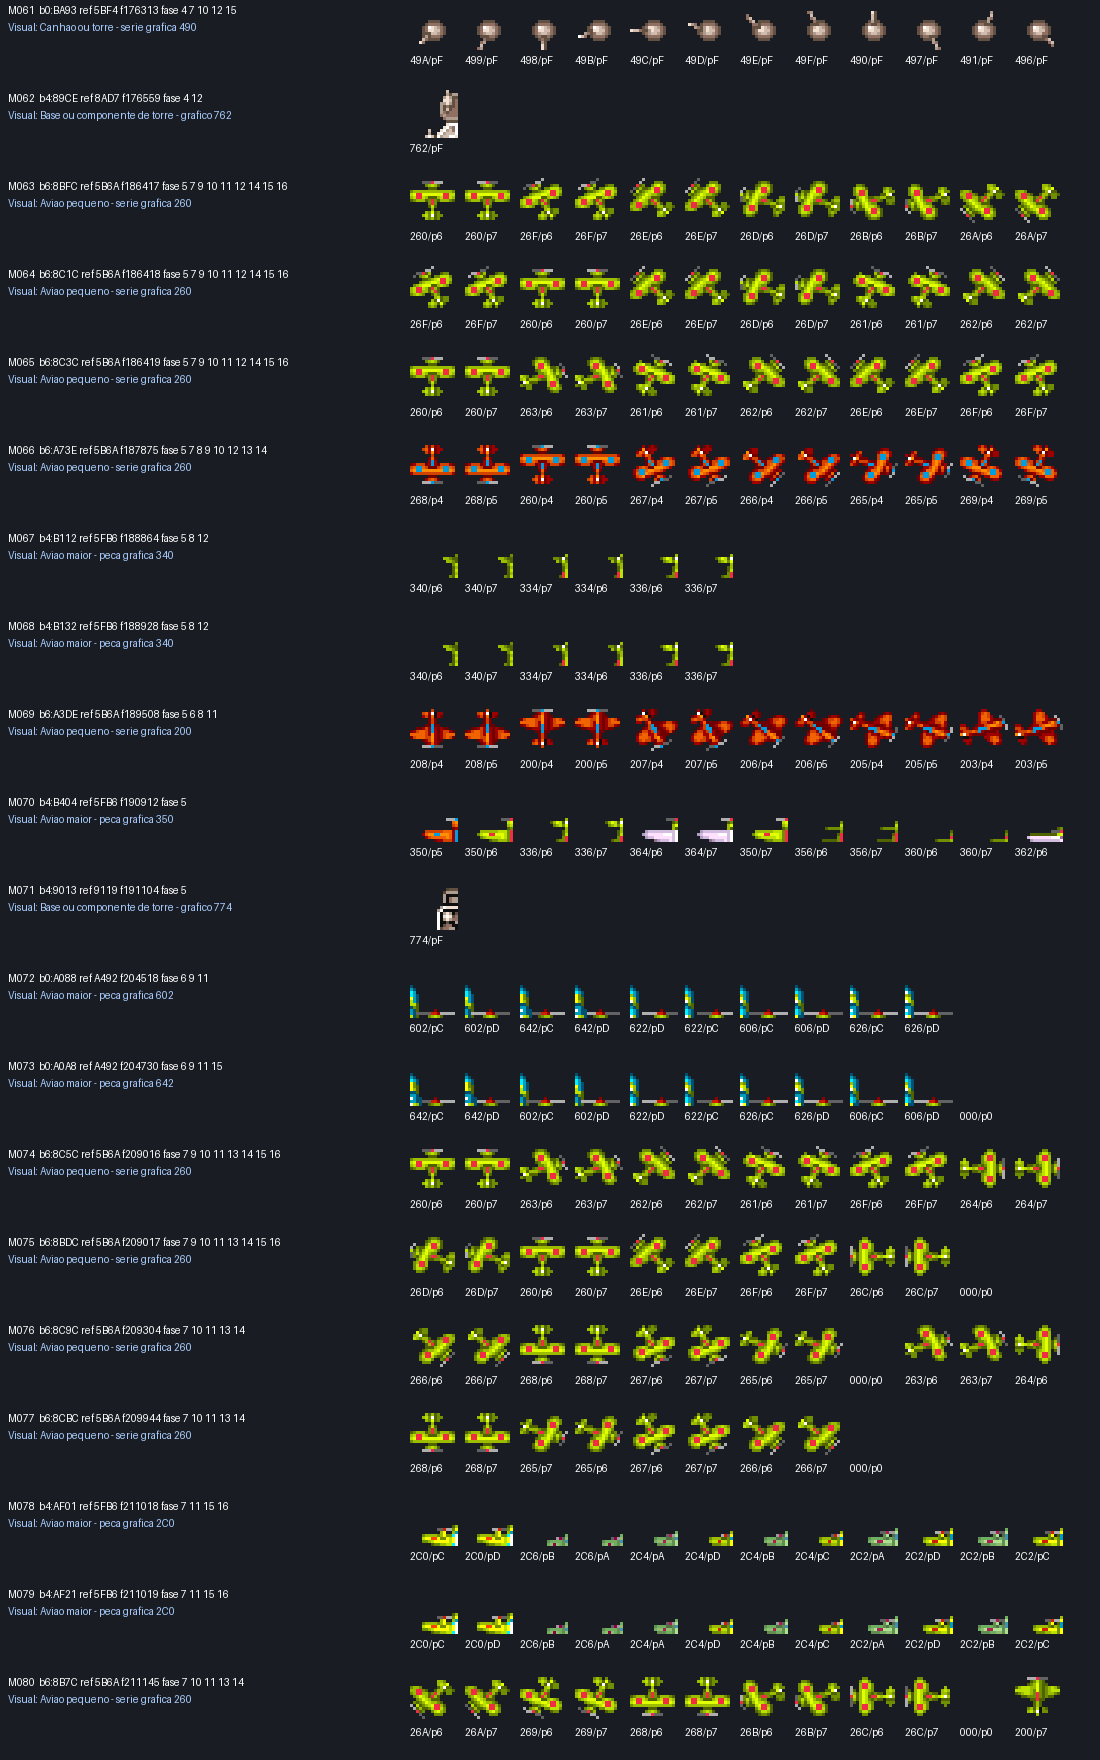 M061 b0:BA93 ref 5BF4 f176313 fase 4 7 10 12 15
Visual: Canhao ou torre - serie grafica 490
49A/pF 499/pF 498/pF 49B/pF 49C/pF 49D/pF 49E/pF 49F/pF 490/pF 497/pF 491/pF 496/pF
M062 b4:89CE ref 8AD7 f176559 fase 4 12
Visual: Base ou componente de torre - grafico 762
762/pF
M063 b6:8BFC ref 5B6A f186417 fase 5 7 9 10 11 12 14 15 16
Visual: Aviao pequeno - serie grafica 260
260/p6 260/p7 26F/p6 26F/p7 26E/p6 26E/p7 26D/p6 26D/p7 26B/p6 26B/p7 26A/p6 26A/p7
M064 b6:8C1C ref 5B6A f186418 fase 5 7 9 10 11 12 14 15 16
Visual: Aviao pequeno - serie grafica 260
26F/p6 26F/p7 260/p6 260/p7 26E/p6 26E/p7 26D/p6 26D/p7 261/p6 261/p7 262/p6 262/p7
M065 b6:8C3C ref 5B6A f186419 fase 5 7 9 10 11 12 14 15 16
Visual: Aviao pequeno - serie grafica 260
260/p6 260/p7 263/p6 263/p7 261/p6 261/p7 262/p6 262/p7 26E/p6 26E/p7 26F/p6 26F/p7
M066 b6:A73E ref 5B6A f187875 fase 5 7 8 9 10 12 13 14
Visual: Aviao pequeno - serie grafica 260
268/p4 268/p5 260/p4 260/p5 267/p4 267/p5 266/p4 266/p5 265/p4 265/p5 269/p4 269/p5
M067 b4:B112 ref 5FB6 f188864 fase 5 8 12
Visual: Aviao maior - peca grafica 340
340/p6 340/p7 334/p7 334/p6 336/p6 336/p7
M068 b4:B132 ref 5FB6 f188928 fase 5 8 12
Visual: Aviao maior - peca grafica 340
340/p6 340/p7 334/p7 334/p6 336/p6 336/p7
M069 b6:A3DE ref 5B6A f189508 fase 5 6 8 11
Visual: Aviao pequeno - serie grafica 200
208/p4 208/p5 200/p4 200/p5 207/p4 207/p5 206/p4 206/p5 205/p4 205/p5 203/p4 203/p5
M070 b4:B404 ref 5FB6 f190912 fase 5
Visual: Aviao maior - peca grafica 350
350/p5 350/p6 336/p6 336/p7 364/p6 364/p7 350/p7 356/p6 356/p7 360/p6 360/p7 362/p6
M071 b4:9013 ref 9119 f191104 fase 5
Visual: Base ou componente de torre - grafico 774
774/pF
M072 b0:A088 ref A492 f204518 fase 6 9 11
Visual: Aviao maior - peca grafica 602
602/pC 602/pD 642/pC 642/pD 622/pD 622/pC 606/pC 606/pD 626/pC 626/pD
M073 b0:A0A8 ref A492 f204730 fase 6 9 11 15
Visual: Aviao maior - peca grafica 642
642/pC 642/pD 602/pC 602/pD 622/pD 622/pC 626/pC 626/pD 606/pC 606/pD 000/p0
M074 b6:8C5C ref 5B6A f209016 fase 7 9 10 11 13 14 15 16
Visual: Aviao pequeno - serie grafica 260
260/p6 260/p7 263/p6 263/p7 262/p6 262/p7 261/p6 261/p7 26F/p6 26F/p7 264/p6 264/p7
M075 b6:8BDC ref 5B6A f209017 fase 7 9 10 11 13 14 15 16
Visual: Aviao pequeno - serie grafica 260
26D/p6 26D/p7 260/p6 260/p7 26E/p6 26E/p7 26F/p6 26F/p7 26C/p6 26C/p7 000/p0
M076 b6:8C9C ref 5B6A f209304 fase 7 10 11 13 14
Visual: Aviao pequeno - serie grafica 260
266/p6 266/p7 268/p6 268/p7 267/p6 267/p7 265/p6 265/p7 000/p0 263/p6 263/p7 264/p6
M077 b6:8CBC ref 5B6A f209944 fase 7 10 11 13 14
Visual: Aviao pequeno - serie grafica 260
268/p6 268/p7 265/p7 265/p6 267/p6 267/p7 266/p6 266/p7 000/p0
M078 b4:AF01 ref 5FB6 f211018 fase 7 11 15 16
Visual: Aviao maior - peca grafica 2C0
2C0/pC 2C0/pD 2C6/pB 2C6/pA 2C4/pA 2C4/pD 2C4/pB 2C4/pC 2C2/pA 2C2/pD 2C2/pB 2C2/pC
M079 b4:AF21 ref 5FB6 f211019 fase 7 11 15 16
Visual: Aviao maior - peca grafica 2C0
2C0/pC 2C0/pD 2C6/pB 2C6/pA 2C4/pA 2C4/pD 2C4/pB 2C4/pC 2C2/pA 2C2/pD 2C2/pB 2C2/pC
M080 b6:8B7C ref 5B6A f211145 fase 7 10 11 13 14
Visual: Aviao pequeno - serie grafica 260
26A/p6 26A/p7 269/p6 269/p7 268/p6 268/p7 26B/p6 26B/p7 26C/p6 26C/p7 000/p0 200/p7